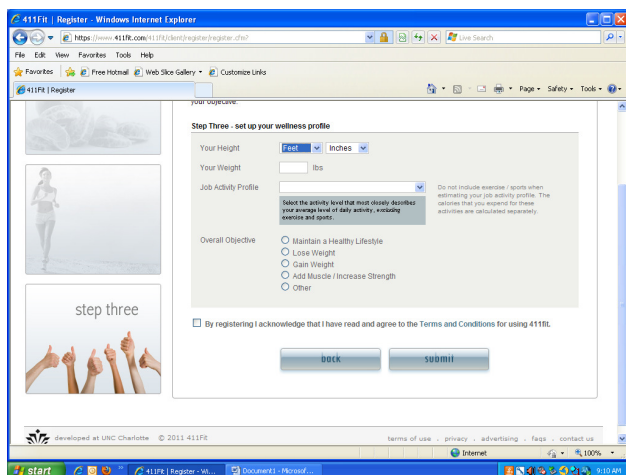 411Fit | Register - Windows Internet Explorer
https://www.411fit.com/411fit/client/register/register.cfm?
Live Search
File Edit View Favorites Tools Help
Favorites Free Hotmail Web Slice Gallery Customize Links
411Fit | Register
Page Safety Tools
your objective.
Step Three - set up your wellness profile
Your Height Feet Inches
Your Weight lbs
Job Activity Profile
Select the activity level that most closely describes
your average level of daily activity, excluding
exercise and sports.
Do not include exercise / sports when
estimating your job activity profile. The
calories that you expend for these
activities are calculated separately.
Overall Objective
Maintain a Healthy Lifestyle
Lose Weight
Gain Weight
Add Muscle / Increase Strength
Other
step three
By registering I acknowledge that I have read and agree to the Terms and Conditions for using 411fit.
back submit
developed at UNC Charlotte © 2011 411Fit
terms of use . privacy . advertising . faqs . contact us
Internet 100%
start 411Fit | Register - Wi... Document1 - Microsof... 9:10 AM